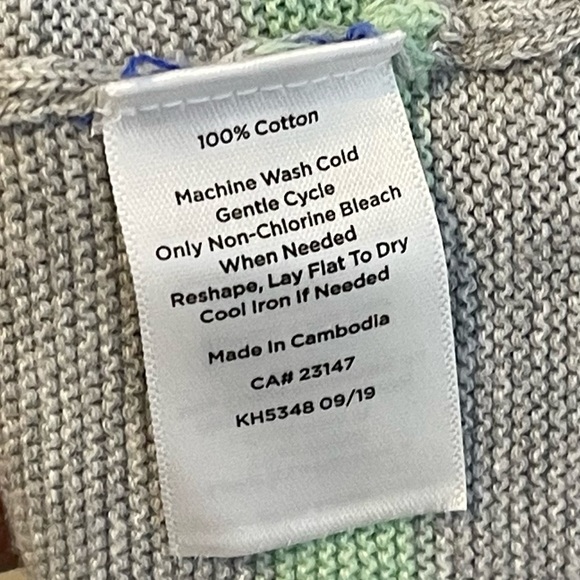 100% Cotton
Machine Wash Cold
Gentle Cycle
Only Non-Chlorine Bleach
When Needed
Reshape, Lay Flat To Dry
Cool Iron If Needed
Made In Cambodia
CA# 23147
KH5348 09/19